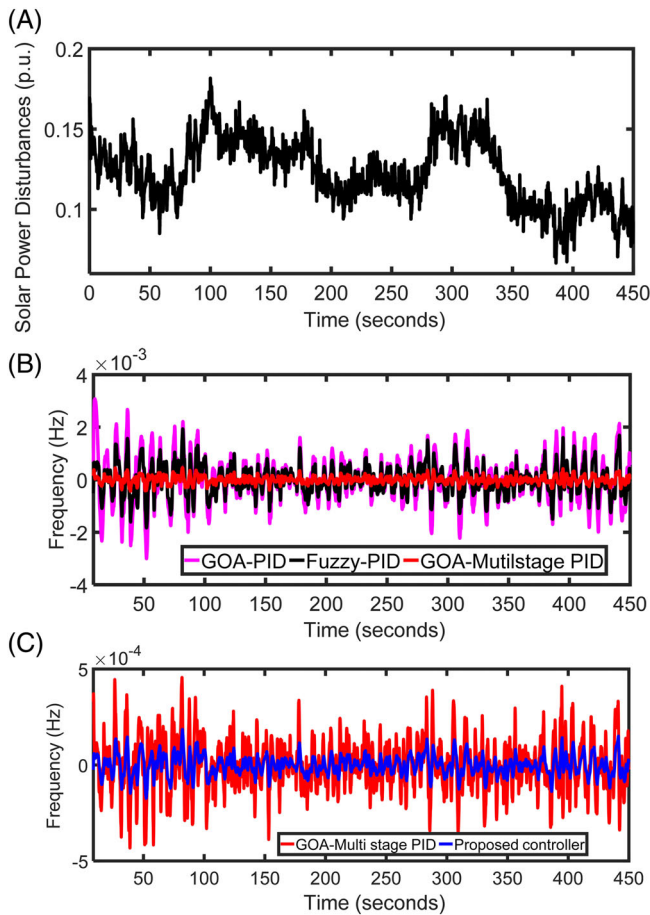 (A)
Solar Power Disturbances (p.u.)
0.2
0.15
0.1
0 50 100 150 200 250 300 350 400 450
Time (seconds)
(B)
×10-3
Frequency (Hz)
4
2
0
-2
-4
GOA-PID Fuzzy-PID GOA-Mutilstage PID
50 100 150 200 250 300 350 400 450
Time (seconds)
(C)
×10-4
Frequency (Hz)
5
0
-5
GOA-Multi stage PID Proposed controller
50 100 150 200 250 300 350 400 450
Time (seconds)